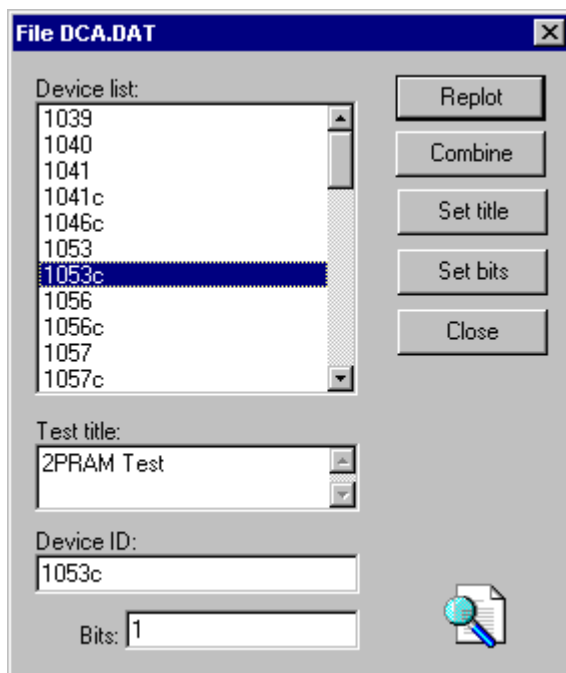 File DCA.DAT
Device list:
1039
1040
1041
1041c
1046c
1053
1053c
1056
1056c
1057
1057c
Replot
Combine
Set title
Set bits
Close
Test title:
2PRAM Test
Device ID:
1053c
Bits: 1